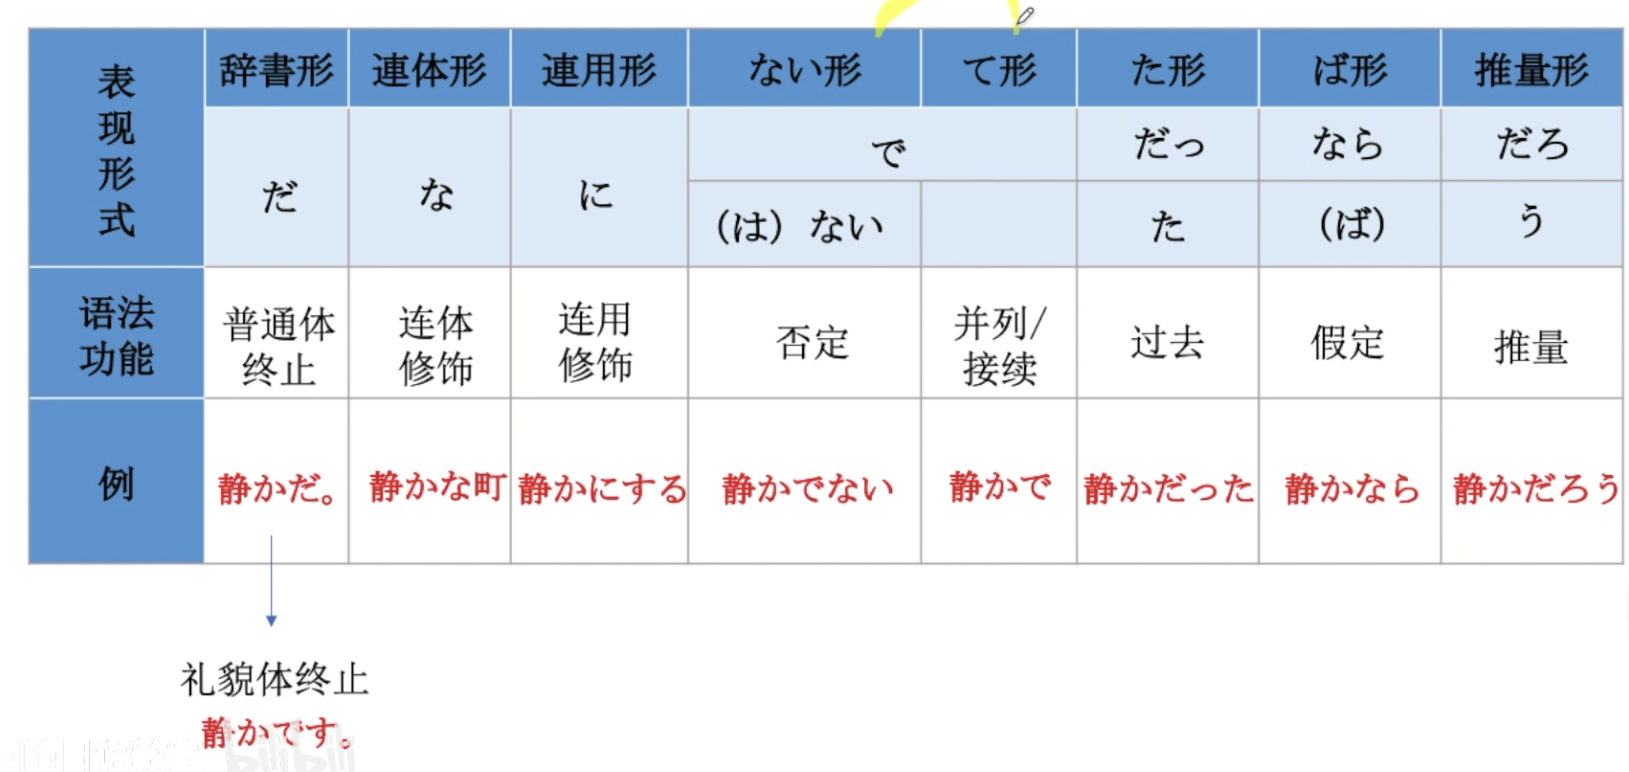 表现形式 辞書形 連体形 連用形 ない形 て形 た形 ば形 推量形
だ な に で だっ なら だろ
（は）ない た （ば） う
语法功能 普通体终止 连体修饰 连用修饰 否定 并列/接续 过去 假定 推量
例 静かだ。 静かな町 静かにする 静かでない 静かで 静かだった 静かなら 静かだろう
礼貌体终止
静かです。
bilibili